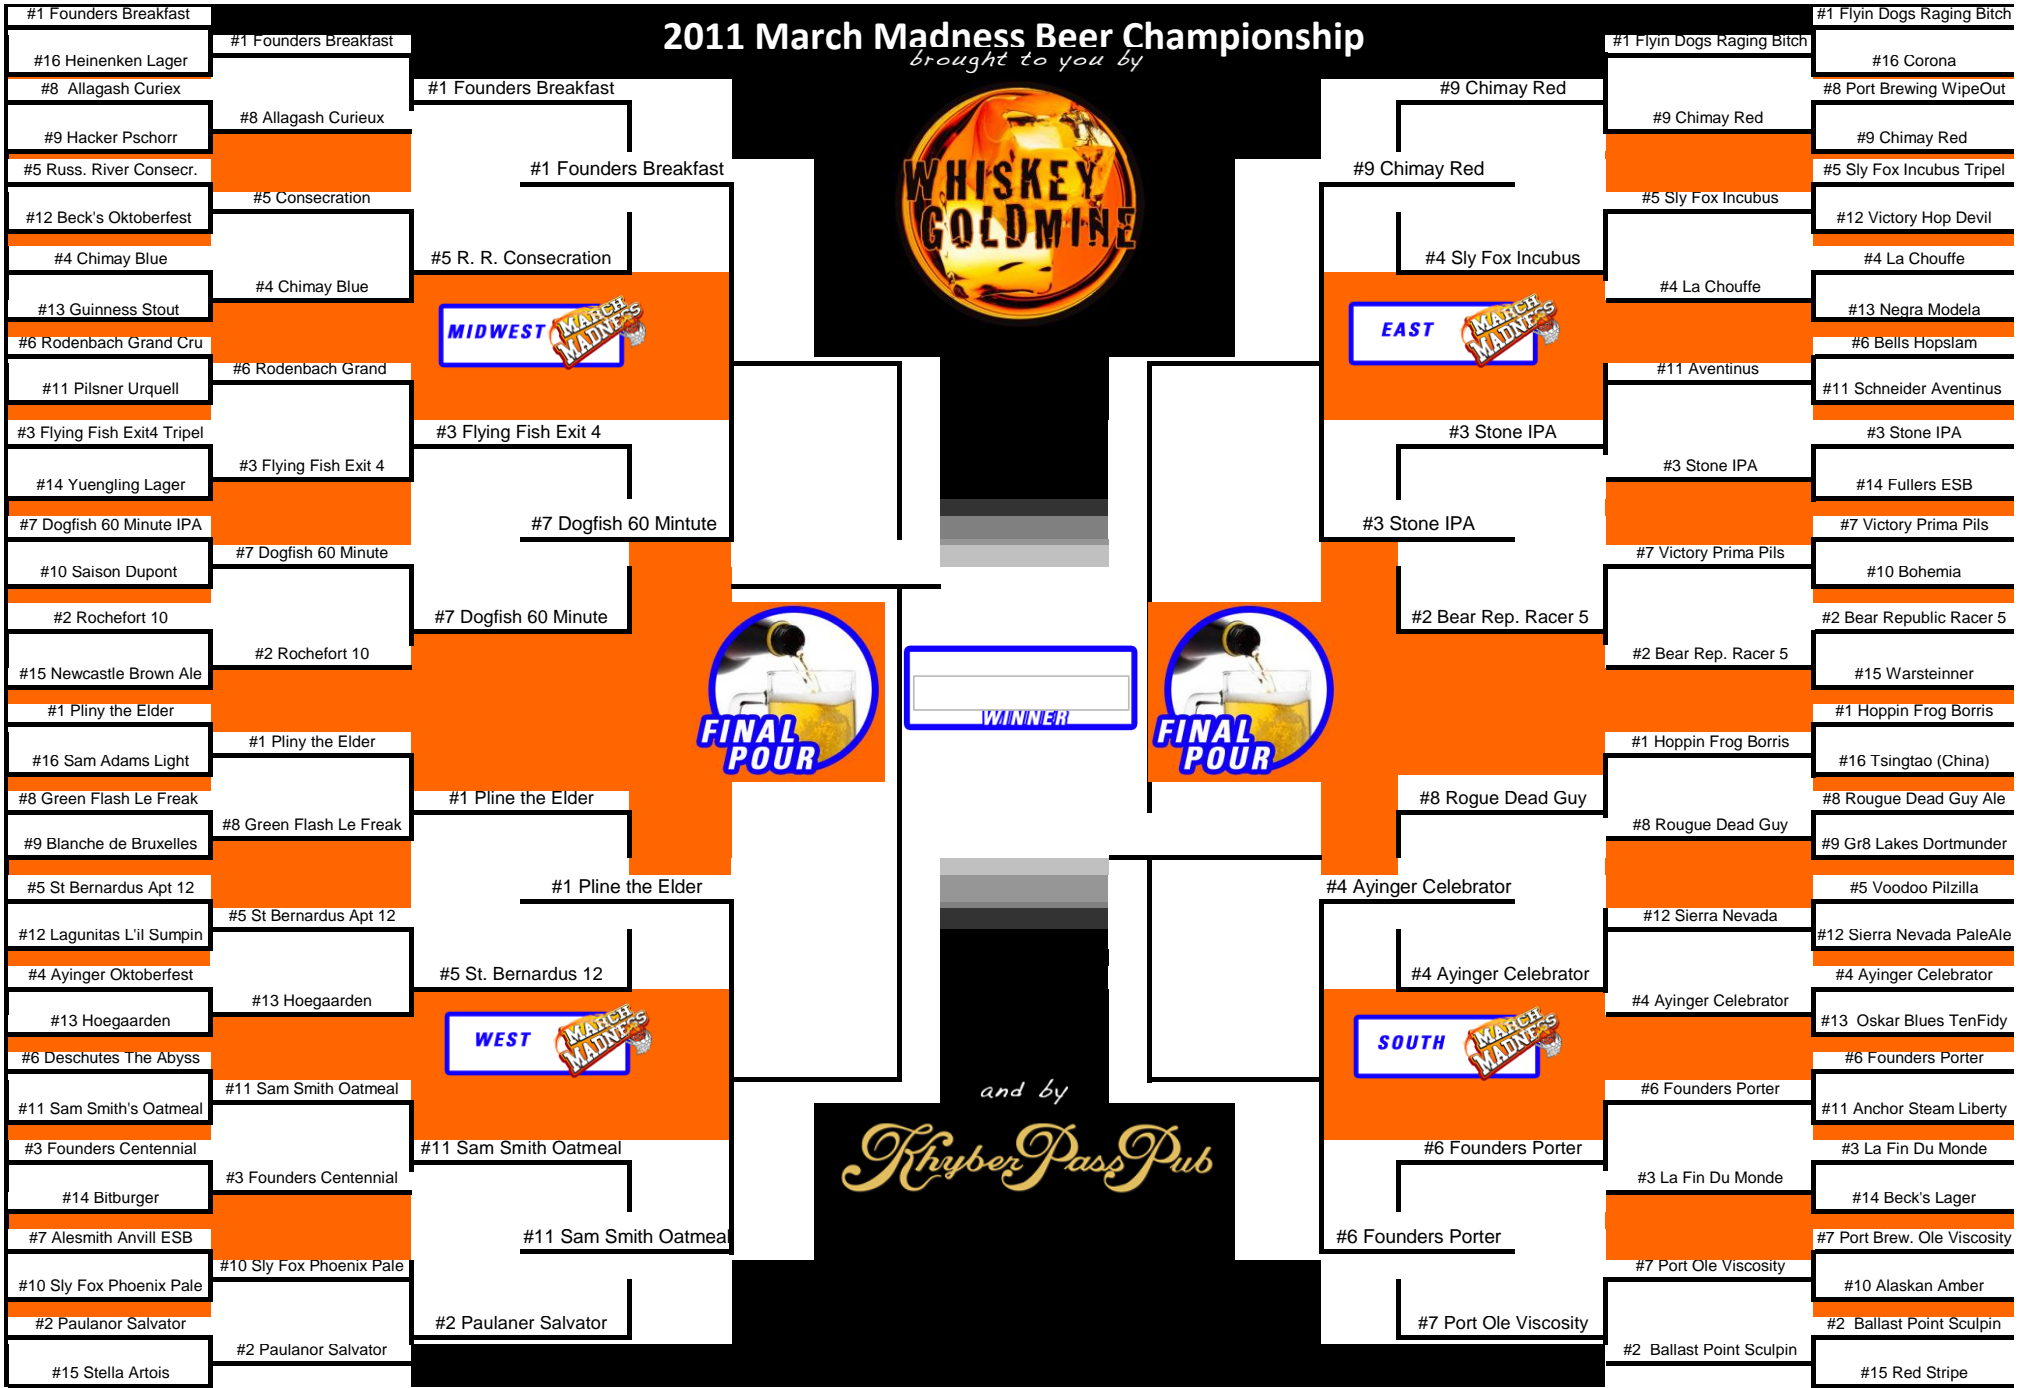 2011 March Madness Beer Championship
brought to you by
WHISKEY
GOLDMINE
#1 Founders Breakfast
#16 Heinenken Lager
#8 Allagash Curiex
#9 Hacker Pschorr
#5 Russ. River Consecr.
#12 Beck's Oktoberfest
#4 Chimay Blue
#13 Guinness Stout
#6 Rodenbach Grand Cru
#11 Pilsner Urquell
#3 Flying Fish Exit4 Tripel
#14 Yuengling Lager
#7 Dogfish 60 Minute IPA
#10 Saison Dupont
#2 Rochefort 10
#15 Newcastle Brown Ale
#1 Pliny the Elder
#16 Sam Adams Light
#8 Green Flash Le Freak
#9 Blanche de Bruxelles
#5 St Bernardus Apt 12
#12 Lagunitas L'il Sumpin
#4 Ayinger Oktoberfest
#13 Hoegaarden
#6 Deschutes The Abyss
#11 Sam Smith's Oatmeal
#3 Founders Centennial
#14 Bitburger
#7 Alesmith Anvill ESB
#10 Sly Fox Phoenix Pale
#2 Paulanor Salvator
#15 Stella Artois
#1 Founders Breakfast
#8 Allagash Curieux
#5 Consecration
#4 Chimay Blue
#6 Rodenbach Grand
#3 Flying Fish Exit 4
#7 Dogfish 60 Minute
#2 Rochefort 10
#1 Pliny the Elder
#8 Green Flash Le Freak
#5 St Bernardus Apt 12
#13 Hoegaarden
#11 Sam Smith Oatmeal
#3 Founders Centennial
#10 Sly Fox Phoenix Pale
#2 Paulanor Salvator
#1 Founders Breakfast
#5 R. R. Consecration
MIDWEST
MARCH
MADNESS
#3 Flying Fish Exit 4
#7 Dogfish 60 Minute
#1 Pline the Elder
#5 St. Bernardus 12
WEST
MARCH
MADNESS
#11 Sam Smith Oatmeal
#2 Paulaner Salvator
#1 Founders Breakfast
#7 Dogfish 60 Mintute
#1 Pline the Elder
#11 Sam Smith Oatmeal
FINAL
POUR
WINNER
FINAL
POUR
and by
Khyber Pass Pub
#9 Chimay Red
#3 Stone IPA
#4 Ayinger Celebrator
#6 Founders Porter
#9 Chimay Red
#4 Sly Fox Incubus
EAST
MARCH
MADNESS
#3 Stone IPA
#2 Bear Rep. Racer 5
#8 Rogue Dead Guy
#4 Ayinger Celebrator
SOUTH
MARCH
MADNESS
#6 Founders Porter
#7 Port Ole Viscosity
#1 Flyin Dogs Raging Bitch
#9 Chimay Red
#5 Sly Fox Incubus
#4 La Chouffe
#11 Aventinus
#3 Stone IPA
#7 Victory Prima Pils
#2 Bear Rep. Racer 5
#1 Hoppin Frog Borris
#8 Rougue Dead Guy
#12 Sierra Nevada
#4 Ayinger Celebrator
#6 Founders Porter
#3 La Fin Du Monde
#7 Port Ole Viscosity
#2 Ballast Point Sculpin
#1 Flyin Dogs Raging Bitch
#16 Corona
#8 Port Brewing WipeOut
#9 Chimay Red
#5 Sly Fox Incubus Tripel
#12 Victory Hop Devil
#4 La Chouffe
#13 Negra Modela
#6 Bells Hopslam
#11 Schneider Aventinus
#3 Stone IPA
#14 Fullers ESB
#7 Victory Prima Pils
#10 Bohemia
#2 Bear Republic Racer 5
#15 Warsteinner
#1 Hoppin Frog Borris
#16 Tsingtao (China)
#8 Rougue Dead Guy Ale
#9 Gr8 Lakes Dortmunder
#5 Voodoo Pilzilla
#12 Sierra Nevada PaleAle
#4 Ayinger Celebrator
#13 Oskar Blues TenFidy
#6 Founders Porter
#11 Anchor Steam Liberty
#3 La Fin Du Monde
#14 Beck's Lager
#7 Port Brew. Ole Viscosity
#10 Alaskan Amber
#2 Ballast Point Sculpin
#15 Red Stripe